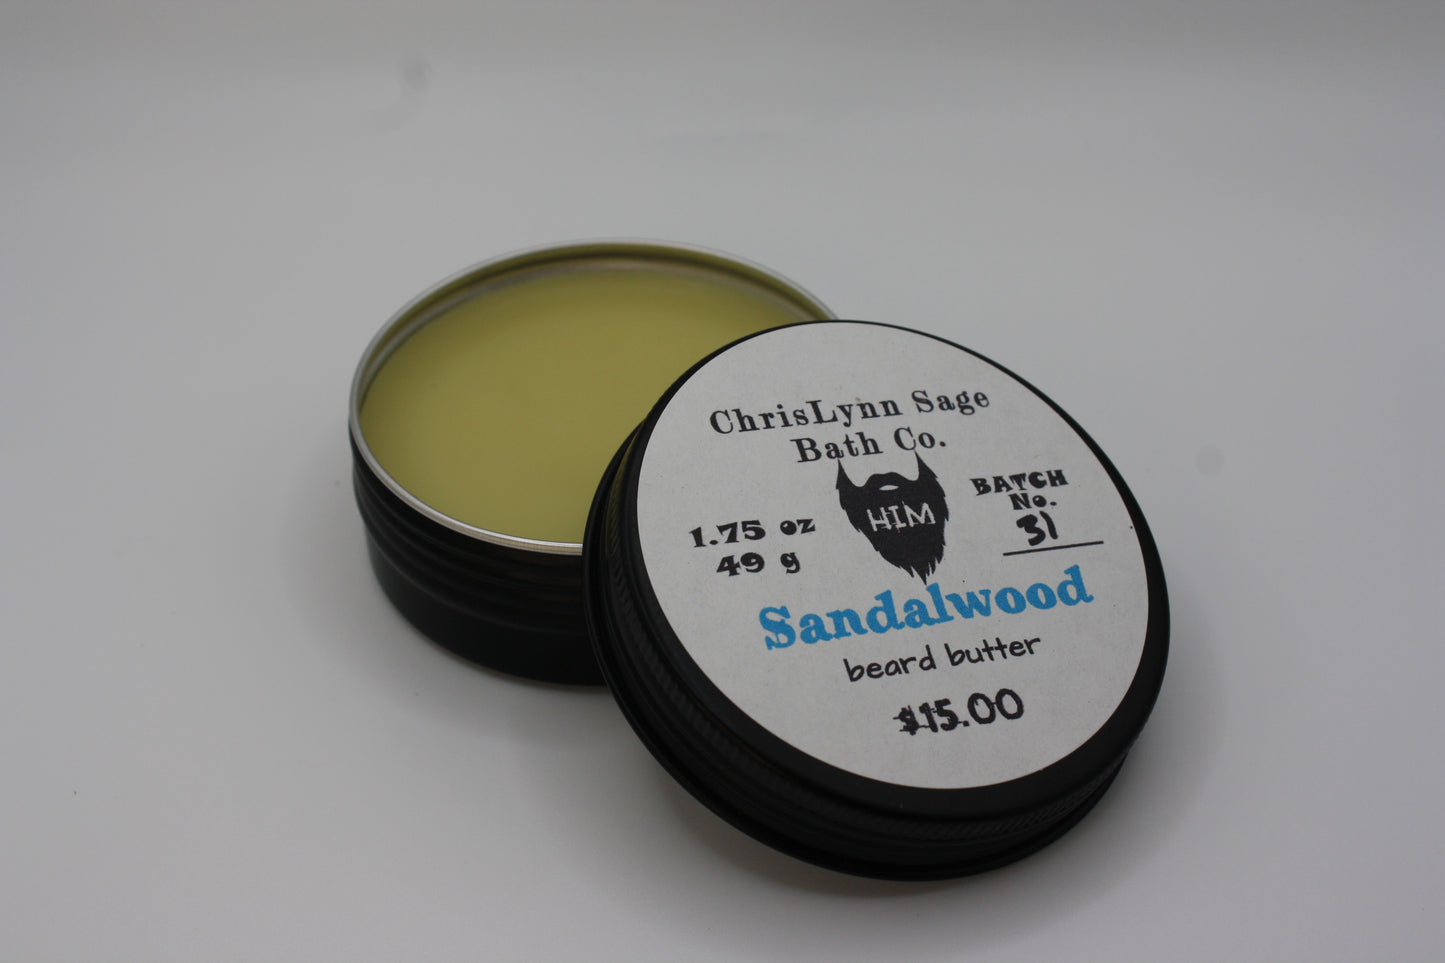 ChrisLynn Sage
Bath Co.
HIM
1.75 oz
49 g
BATCH
No.
31
Sandalwood
beard butter
$15.00